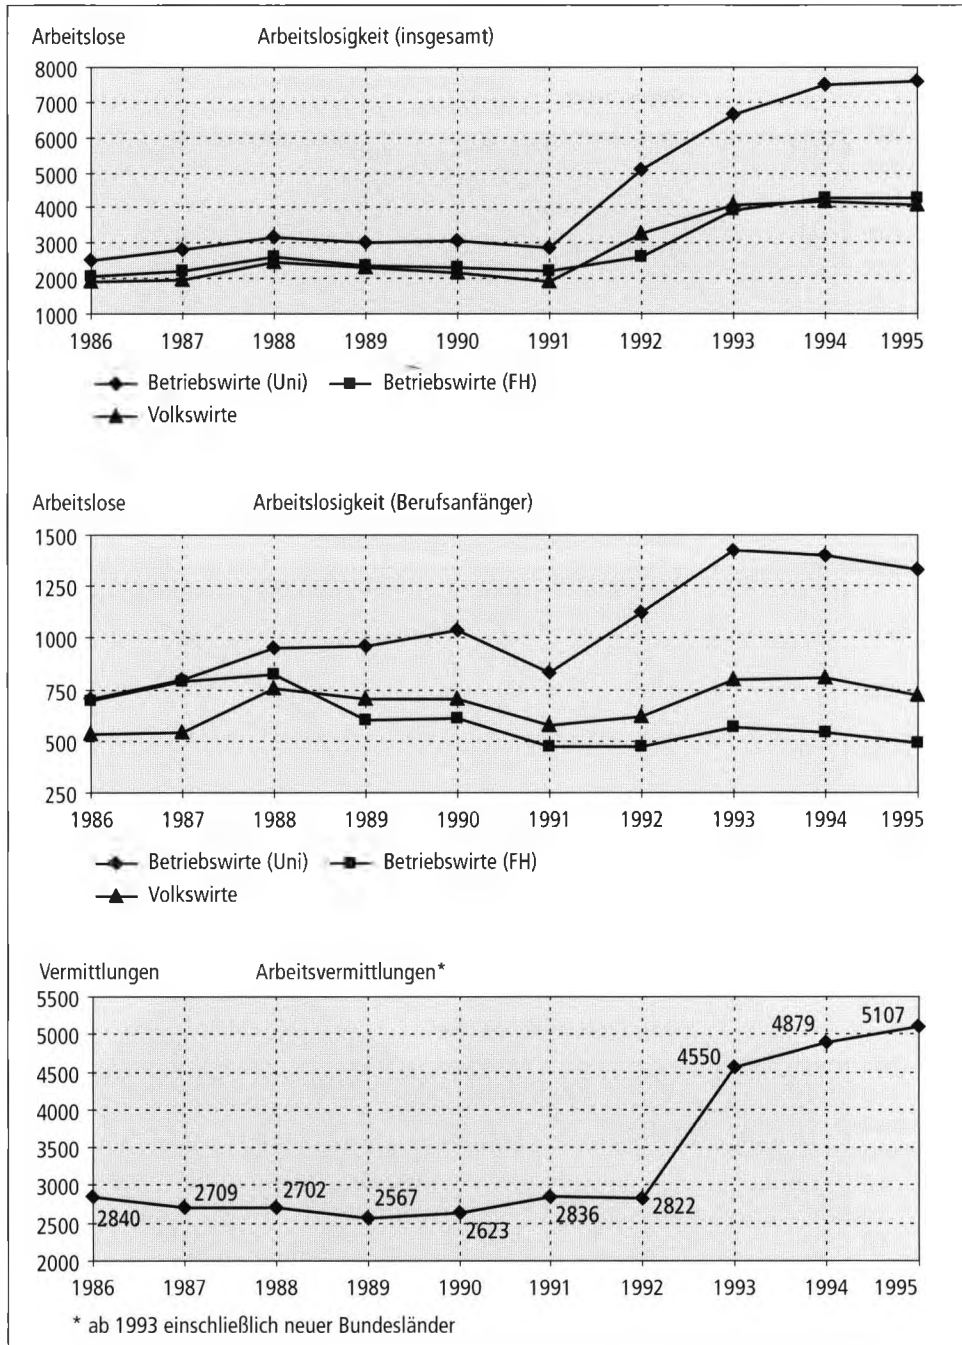 Arbeitslose Arbeitslosigkeit (insgesamt)
8000
7000
6000
5000
4000
3000
2000
1000
1986 1987 1988 1989 1990 1991 1992 1993 1994 1995
Betriebswirte (Uni) Betriebswirte (FH)
Volkswirte
Arbeitslose Arbeitslosigkeit (Berufsanfänger)
1500
1250
1000
750
500
250
1986 1987 1988 1989 1990 1991 1992 1993 1994 1995
Betriebswirte (Uni) Betriebswirte (FH)
Volkswirte
Vermittlungen Arbeitsvermittlungen*
5500
5000
4500
4000
3500
3000
2500
2000
2840 2709 2702 2567 2623 2836 2822 4550 4879 5107
1986 1987 1988 1989 1990 1991 1992 1993 1994 1995
* ab 1993 einschließlich neuer Bundesländer